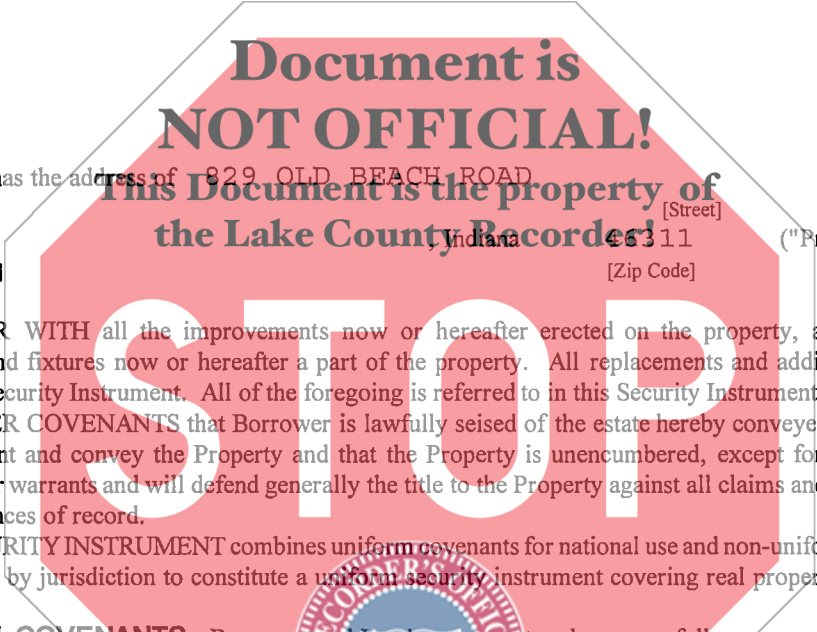 Document is
NOT OFFICIAL!
as the address of 829 OLD BEACH ROAD
This Document is the property of
[Street]
the Lake County Recorder!
, Indiana 46311 ("P
[Zip Code]
STOP
R WITH all the improvements now or hereafter erected on the property, a
nd fixtures now or hereafter a part of the property. All replacements and addi
ecurity Instrument. All of the foregoing is referred to in this Security Instrument
R COVENANTS that Borrower is lawfully seised of the estate hereby conveye
nt and convey the Property and that the Property is unencumbered, except fo
r warrants and will defend generally the title to the Property against all claims an
ces of record.
RITY INSTRUMENT combines uniform covenants for national use and non-unifo
by jurisdiction to constitute a uniform security instrument covering real prope
CORDER'S OFFI
COVENANTS